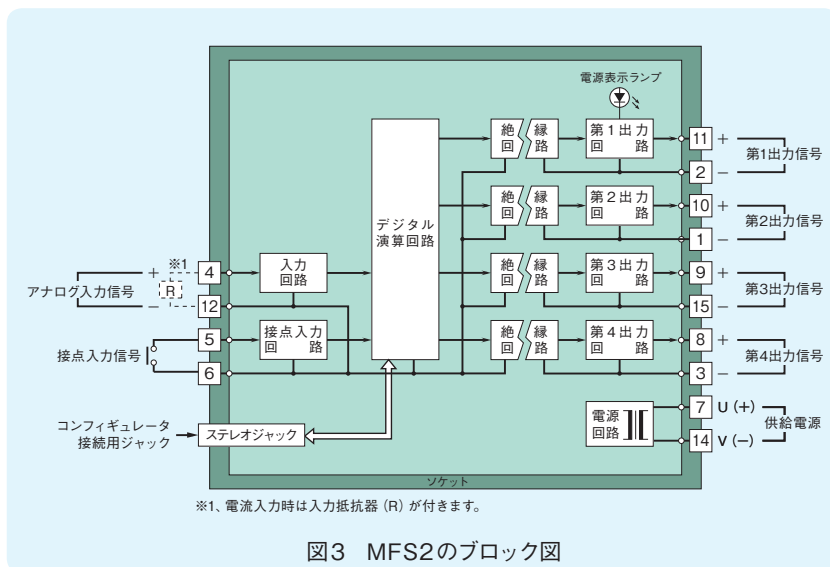 電源表示ランプ
絶 縁
回 路
第1出力
回 路
11 +
2 −
第1出力信号
絶 縁
回 路
第2出力
回 路
10 +
1 −
第2出力信号
デジタル
演算回路
※1
アナログ入力信号
+ 4
R
− 12
入力
回路
絶 縁
回 路
第3出力
回 路
9 +
15 −
第3出力信号
接点入力信号
5
6
接点入力
回 路
絶 縁
回 路
第4出力
回 路
8 +
3 −
第4出力信号
コンフィギュレータ
接続用ジャック
ステレオジャック
電源
回路
7 U(+)
14 V(−)
供給電源
ソケット
※1、電流入力時は入力抵抗器(R)が付きます。
図3 MFS2のブロック図